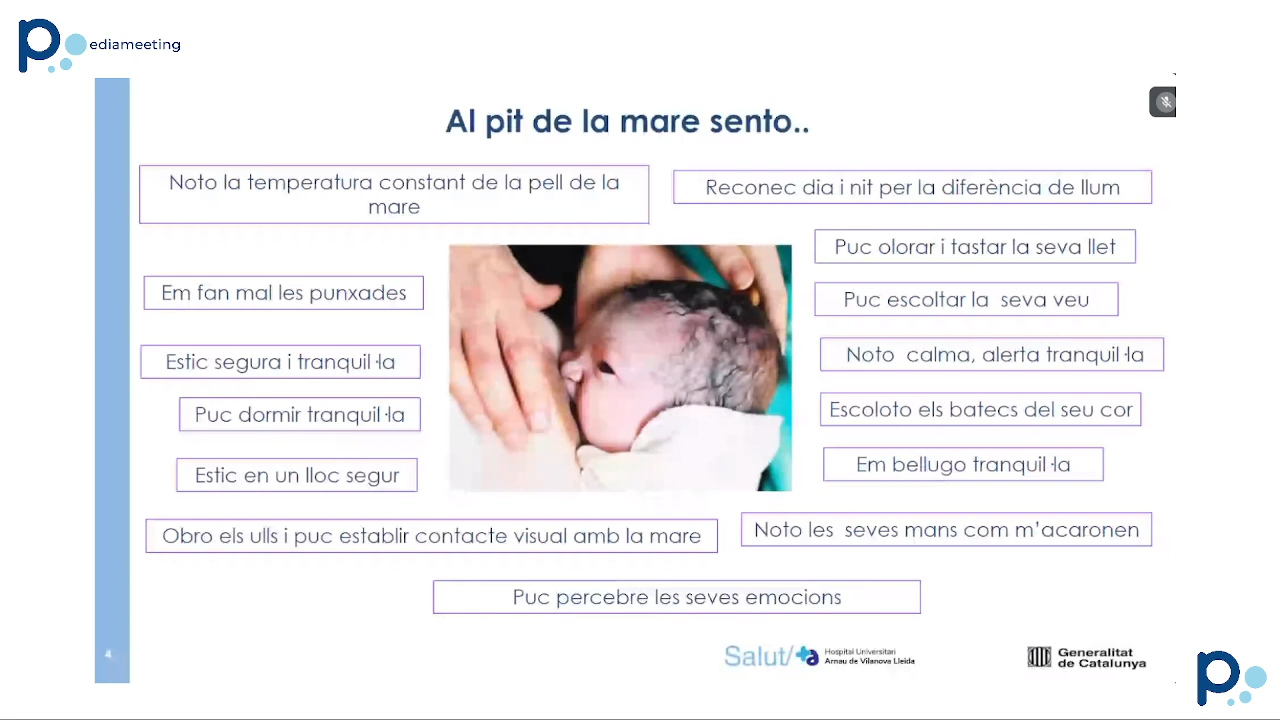 ediameeting
Al pit de la mare sento..
Noto la temperatura constant de la pell de la
mare
Reconec dia i nit per la diferència de llum
Puc olorar i tastar la seva llet
Em fan mal les punxades
Puc escoltar la seva veu
Estic segura i tranquil·la
Noto calma, alerta tranquil·la
Puc dormir tranquil·la
Escoloto els batecs del seu cor
Estic en un lloc segur
Em bellugo tranquil·la
Obro els ulls i puc establir contacte visual amb la mare
Noto les seves mans com m’acaronen
Puc percebre les seves emocions
4
Salut/
Hospital Universitari
Arnau de Vilanova Lleida
Generalitat
de Catalunya